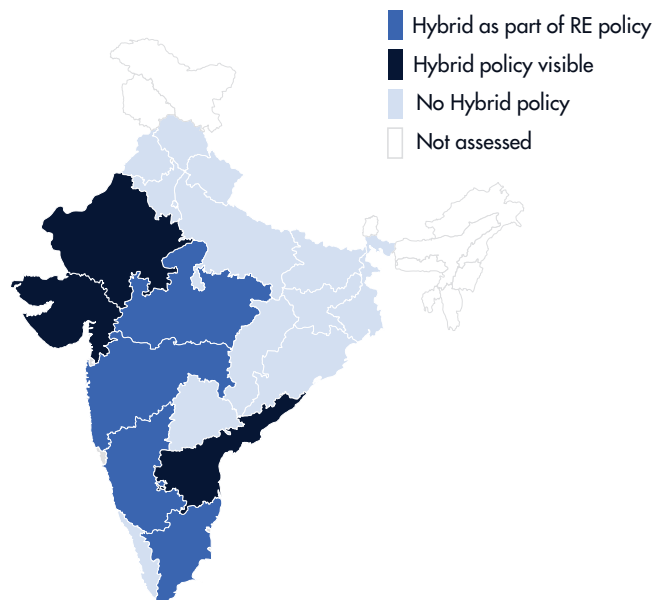 Hybrid as part of RE policy
Hybrid policy visible
No Hybrid policy
Not assessed